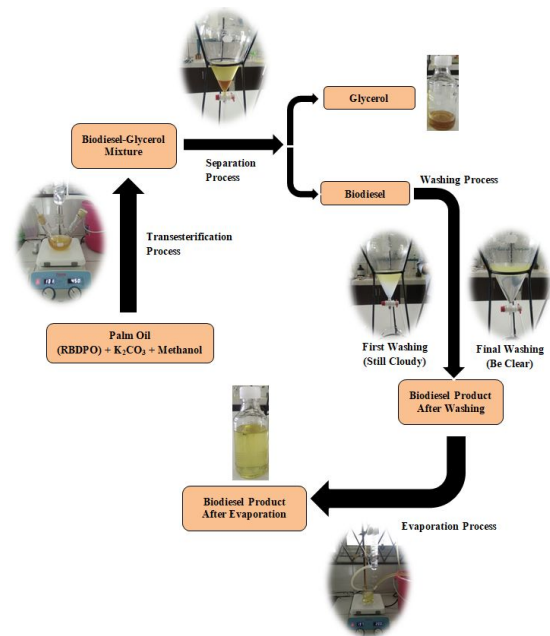 Glycerol
Biodiesel-Glycerol
Mixture
Separation
Process
Biodiesel
Washing Process
Transesterification
Process
First Washing
(Still Cloudy)
Final Washing
(Be Clear)
Palm Oil
(RBDPO) + K₂CO₃ + Methanol
Biodiesel Product
After Washing
Biodiesel Product
After Evaporation
Evaporation Process